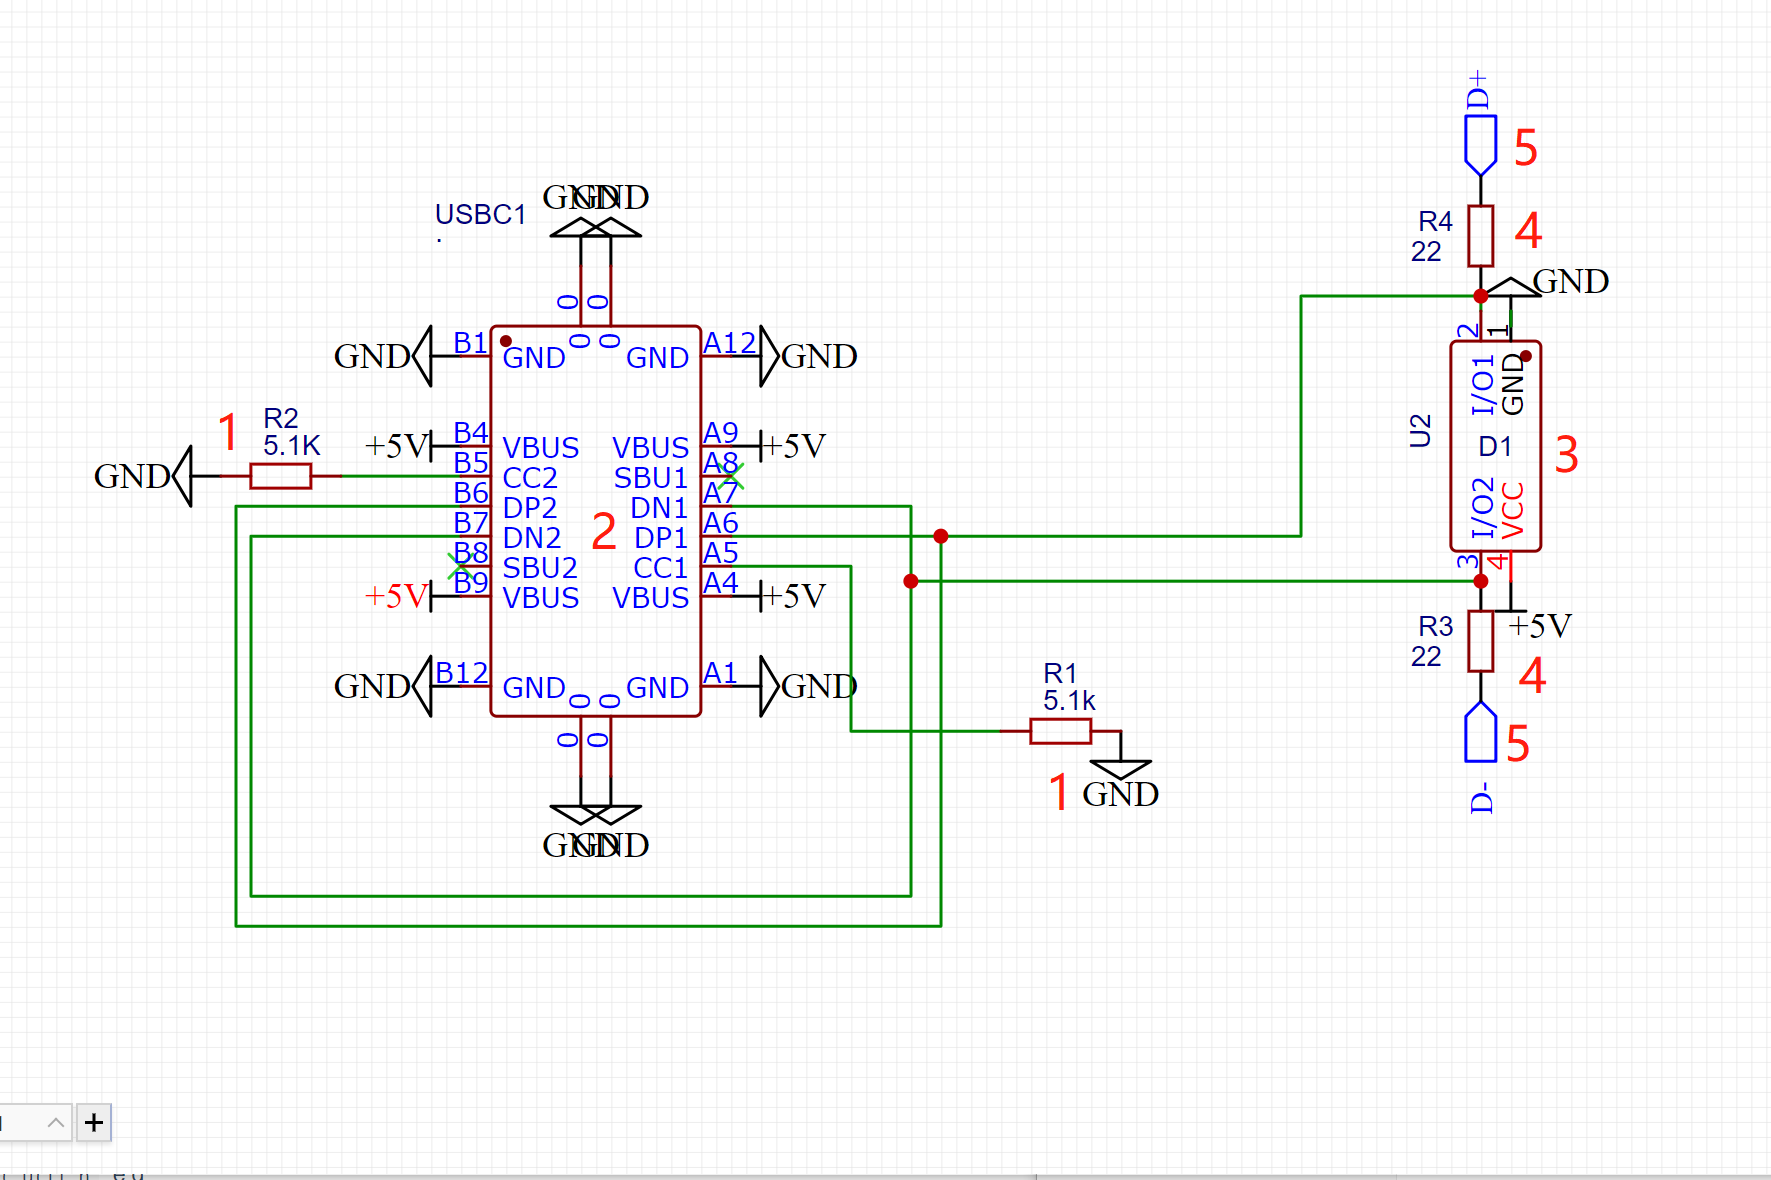 D+
5
R4
22
4
GND
GND
GND
USBC1
.
0 0
2 1
GND B1 GND 0 0 GND A12 GND
I/O1 GND
1 R2
5.1K
+5V B4 VBUS VBUS A9 +5V
U2 D1 3
GND B5 CC2 SBU1 A8
B6 DP2 DN1 A7
I/O2 VCC
B7 DN2 2 DP1 A6
B8 SBU2 CC1 A5
3 4
+5V B9 VBUS VBUS A4 +5V
R3
22
+5V
4
GND B12 GND 0 0 GND A1 GND
R1
5.1k
0 0
5
1 GND
D-
GND
GND
+